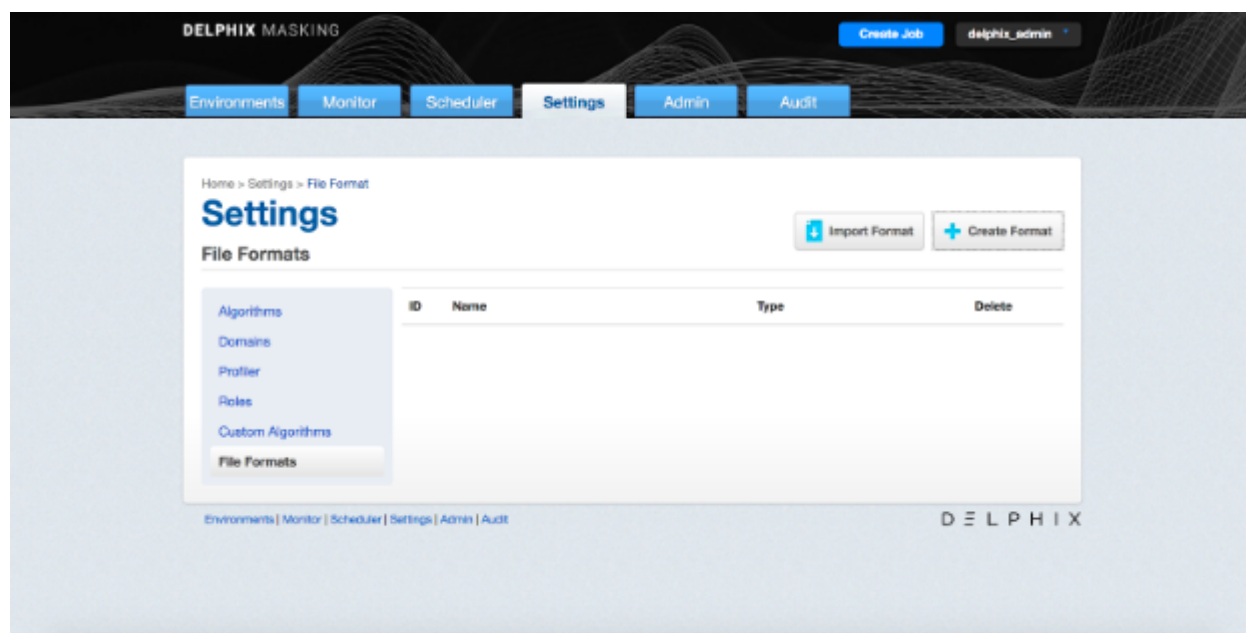 DELPHIX MASKING
Create Job
delphix_admin
Environments Monitor Scheduler Settings Admin Audit
Home > Settings > File Format
Settings
Import Format
Create Format
File Formats
Algorithms
Domains
Profiler
Roles
Custom Algorithms
File Formats
ID Name Type Delete
Environments | Monitor | Scheduler | Settings | Admin | Audit
DELPHIX